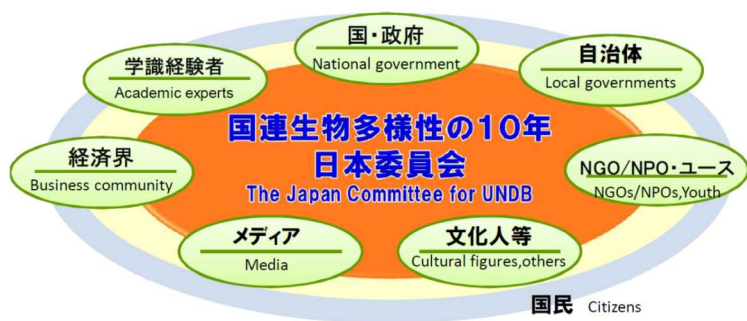 国・政府
National government
自治体
Local governments
学識経験者
Academic experts
国連生物多様性の10年
日本委員会
The Japan Committee for UNDB
経済界
Business community
NGO/NPO・ユース
NGOs/NPOs,Youth
メディア
Media
文化人等
Cultural figures,others
国民 Citizens